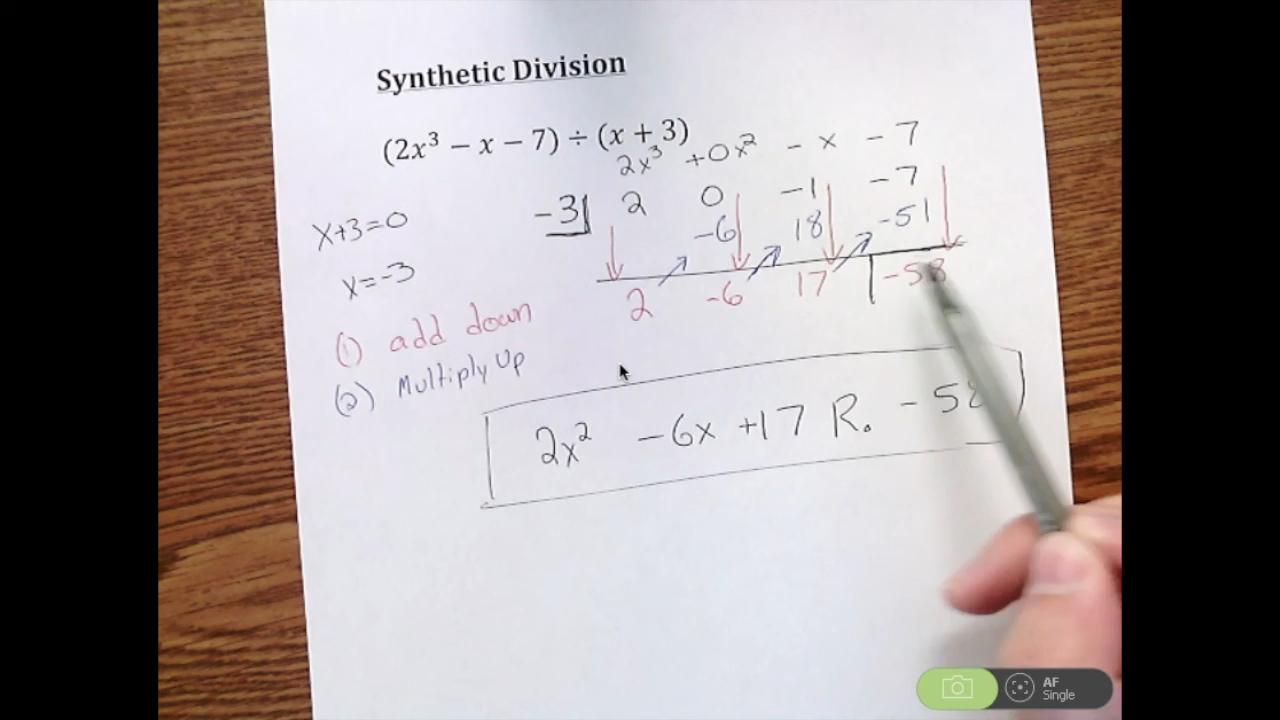 Synthetic Division
(2x³ − x − 7) ÷ (x + 3)
2x³ +0x² - x - 7
-3 2 0 -1 -7
x+3=0 -6 18 -51
x=-3 2 -6 17 -58
(1) add down
(2) Multiply Up
2x² -6x +17 R. -58
AF
Single